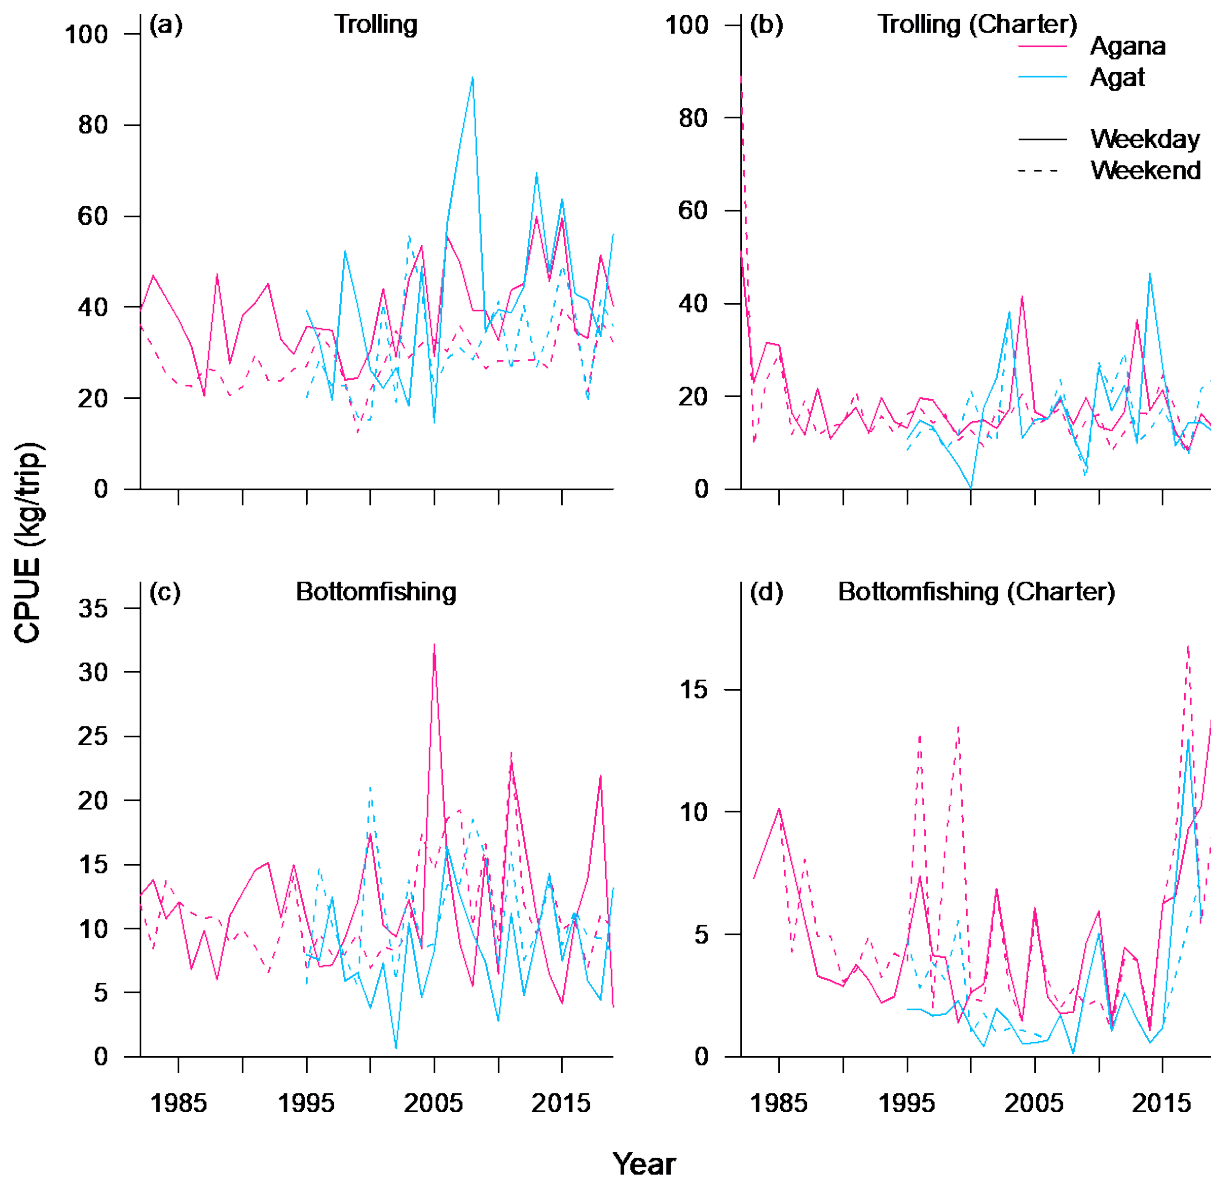 (a) Trolling
100
80
60
40
20
0
(b) Trolling (Charter)
100
80
60
40
20
0
Agana
Agat
Weekday
Weekend
(c) Bottomfishing
35
30
25
20
15
10
5
0
1985 1995 2005 2015
(d) Bottomfishing (Charter)
15
10
5
0
1985 1995 2005 2015
CPUE (kg/trip)
Year